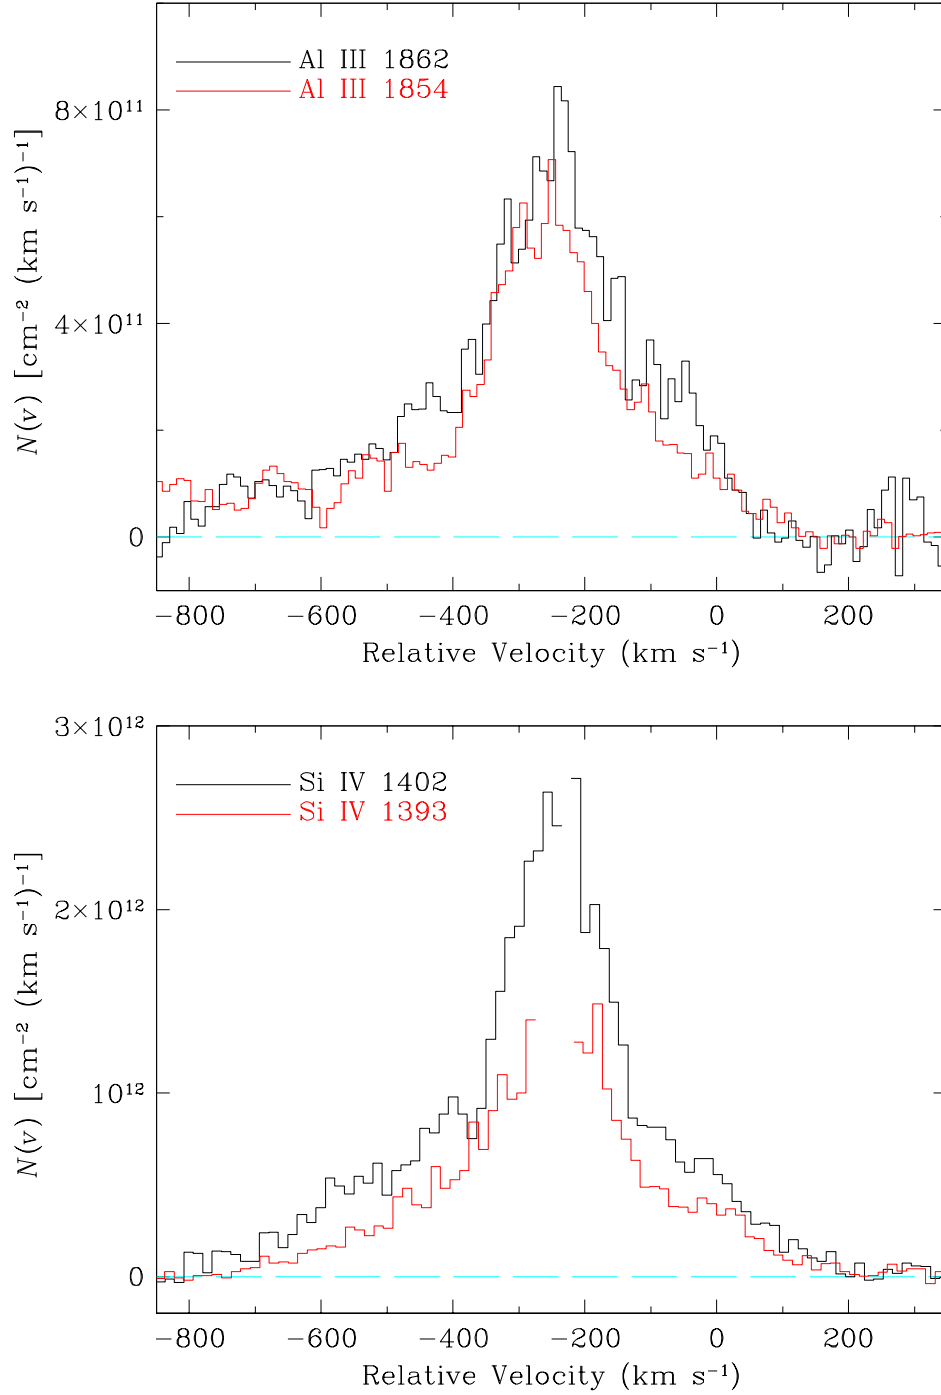 Al III 1862
Al III 1854
8×10¹¹
4×10¹¹
0
N(v) [cm⁻² (km s⁻¹)⁻¹]
−800 −600 −400 −200 0 200
Relative Velocity (km s⁻¹)
3×10¹²
Si IV 1402
Si IV 1393
2×10¹²
10¹²
0
N(v) [cm⁻² (km s⁻¹)⁻¹]
−800 −600 −400 −200 0 200
Relative Velocity (km s⁻¹)